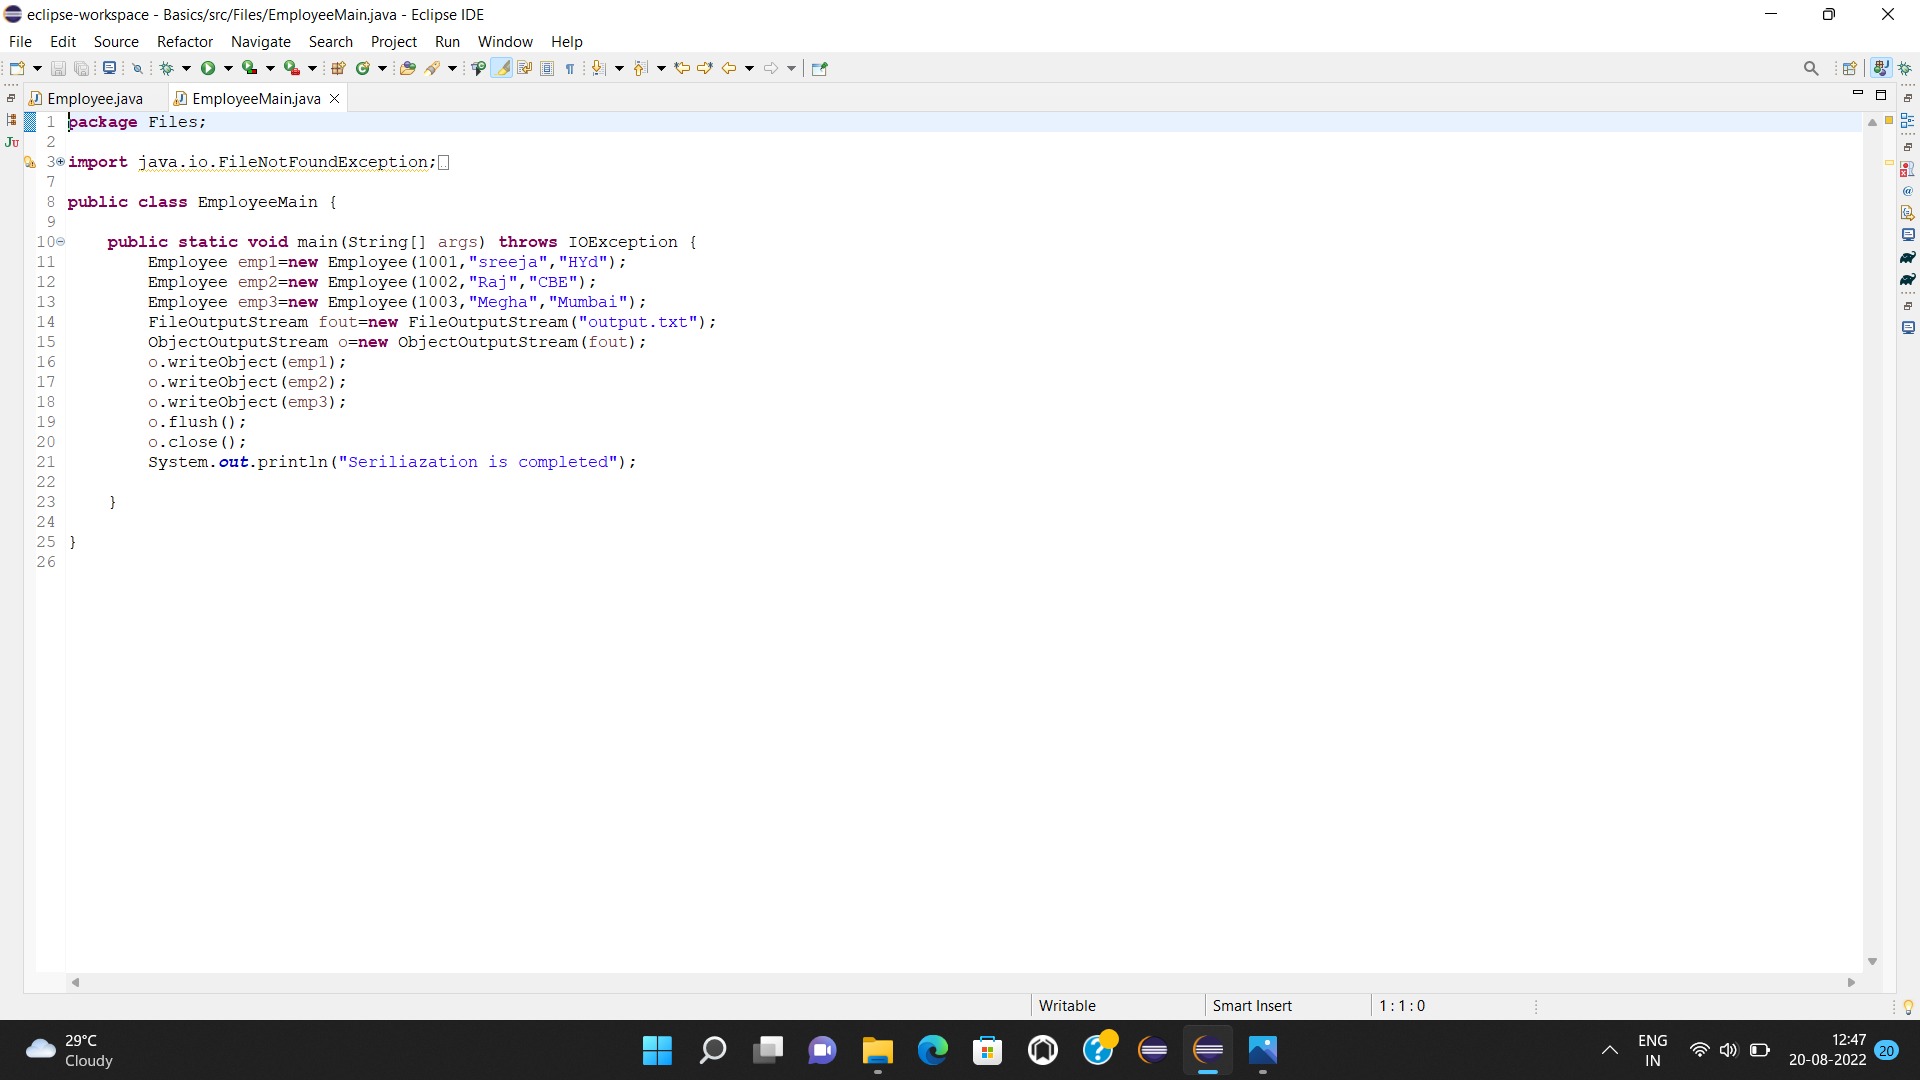 eclipse-workspace - Basics/src/Files/EmployeeMain.java - Eclipse IDE
File Edit Source Refactor Navigate Search Project Run Window Help
Employee.java EmployeeMain.java
1 package Files;
2
3 import java.io.FileNotFoundException;
7
8 public class EmployeeMain {
9
10 public static void main(String[] args) throws IOException {
11 Employee emp1=new Employee(1001,"sreeja","HYd");
12 Employee emp2=new Employee(1002,"Raj","CBE");
13 Employee emp3=new Employee(1003,"Megha","Mumbai");
14 FileOutputStream fout=new FileOutputStream("output.txt");
15 ObjectOutputStream o=new ObjectOutputStream(fout);
16 o.writeObject(emp1);
17 o.writeObject(emp2);
18 o.writeObject(emp3);
19 o.flush();
20 o.close();
21 System.out.println("Seriliazation is completed");
22
23 }
24
25 }
26
Writable Smart Insert 1 : 1 : 0
29°C
Cloudy
ENG
IN
12:47
20-08-2022
20